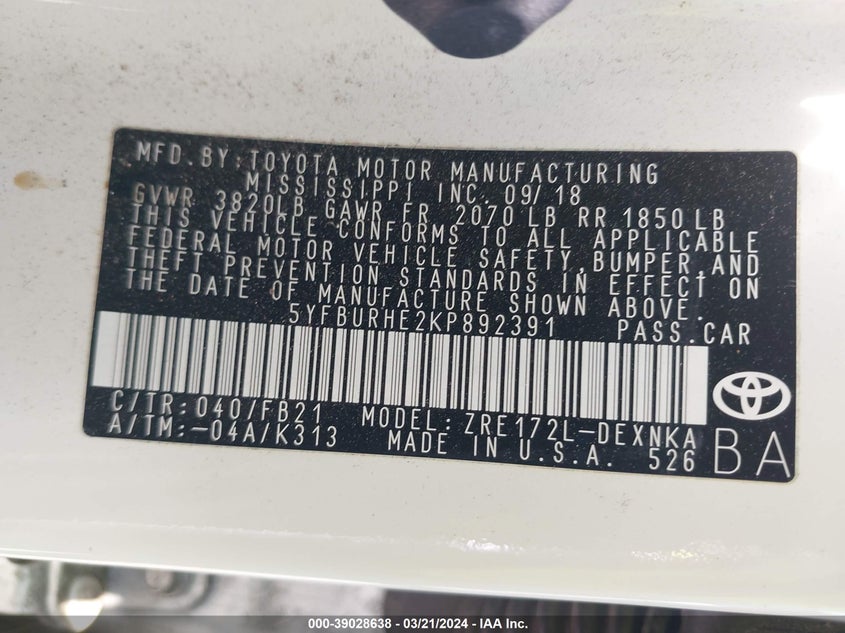 MFD. BY: TOYOTA MOTOR MANUFACTURING
MISSISSIPPI INC. 09/18
GVWR 3820LB GAWR FR 2070 LB RR 1850 LB
THIS VEHICLE CONFORMS TO ALL APPLICABLE
FEDERAL MOTOR VEHICLE SAFETY, BUMPER, AND
THEFT PREVENTION STANDARDS IN EFFECT ON
THE DATE OF MANUFACTURE SHOWN ABOVE.
5YFBURHE2KP892391 PASS. CAR
C/TR: 040/FB21 MODEL: ZRE172L-DEXNKA
A/TM: -04A/K313 MADE IN U.S.A. 526
BA
000-39028638 - 03/21/2024 - IAA Inc.